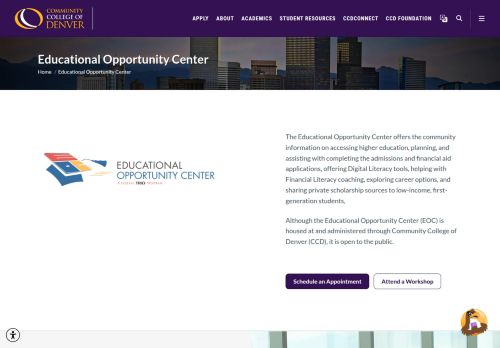 COMMUNITY
COLLEGE OF
DENVER
APPLY ABOUT ACADEMICS STUDENT RESOURCES CCDCONNECT CCD FOUNDATION
Educational Opportunity Center
Home / Educational Opportunity Center
EDUCATIONAL
OPPORTUNITY CENTER
A FEDERAL TRIO PROGRAM
The Educational Opportunity Center offers the community
information on accessing higher education, planning, and
assisting with completing the admissions and financial aid
applications, offering Digital Literacy tools, helping with
Financial Literacy coaching, exploring career options, and
sharing private scholarship sources to low-income, first-
generation students,
Although the Educational Opportunity Center (EOC) is
housed at and administered through Community College of
Denver (CCD), it is open to the public.
Schedule an Appointment Attend a Workshop